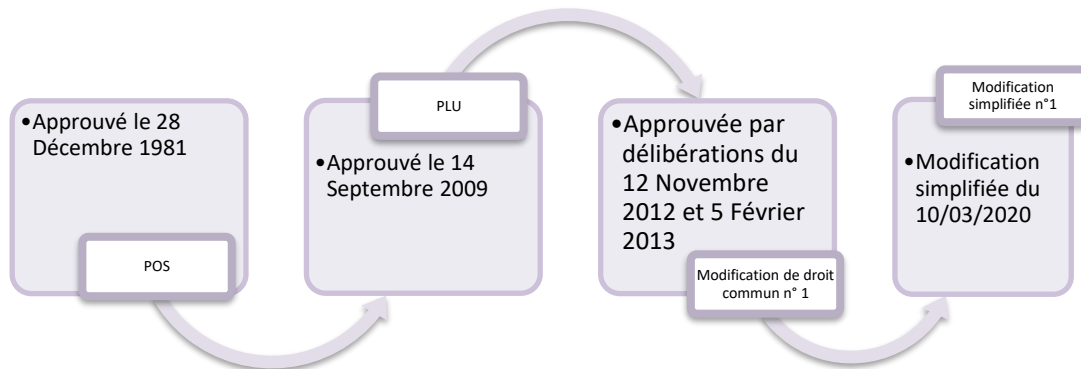 •Approuvé le 28
Décembre 1981
POS
PLU
•Approuvé le 14
Septembre 2009
•Approuvée par
délibérations du
12 Novembre
2012 et 5 Février
2013
Modification de droit
commun n° 1
Modification
simplifiée n°1
•Modification
simplifiée du
10/03/2020